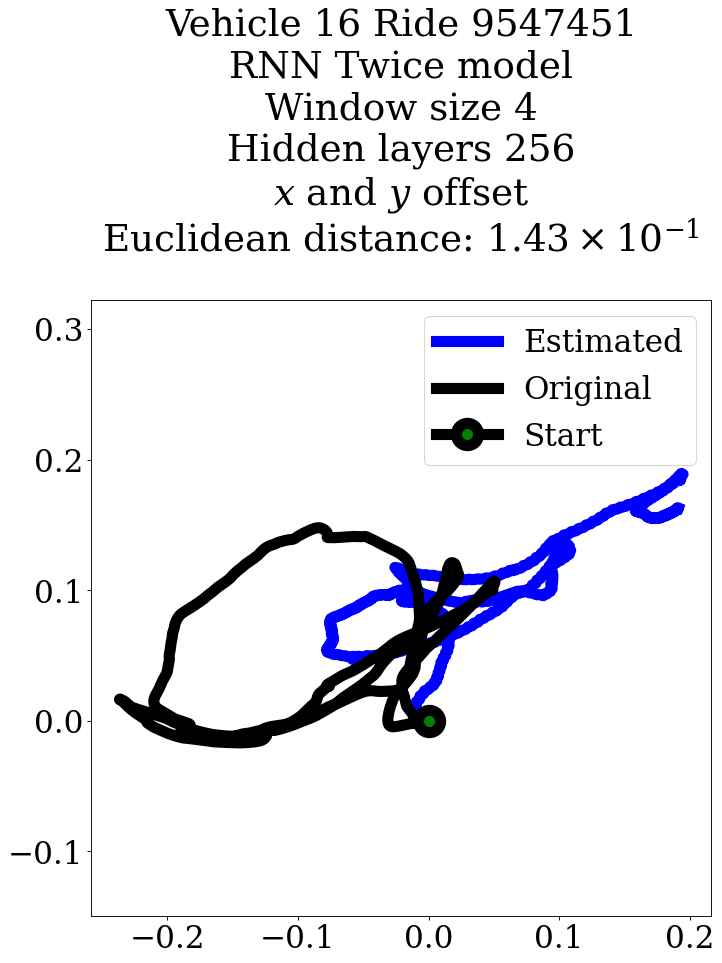 Vehicle 16 Ride 9547451
RNN Twice model
Window size 4
Hidden layers 256
x and y offset
Euclidean distance: 1.43 × 10⁻¹
Estimated
Original
Start
0.3
0.2
0.1
0.0
−0.1
−0.2
−0.1
0.0
0.1
0.2